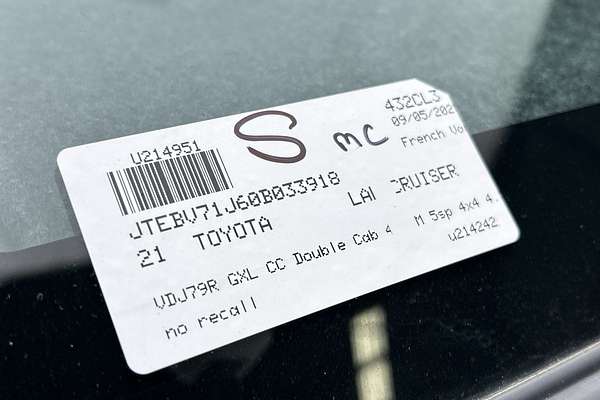 U214951
S mc
432CL3
09/05/202
French Vo
JTEBV71J60B033918
21 TOYOTA LAN CRUISER
VDJ79R GXL CC Double Cab 4 M 5sp 4x4 4.
no recall
u214242